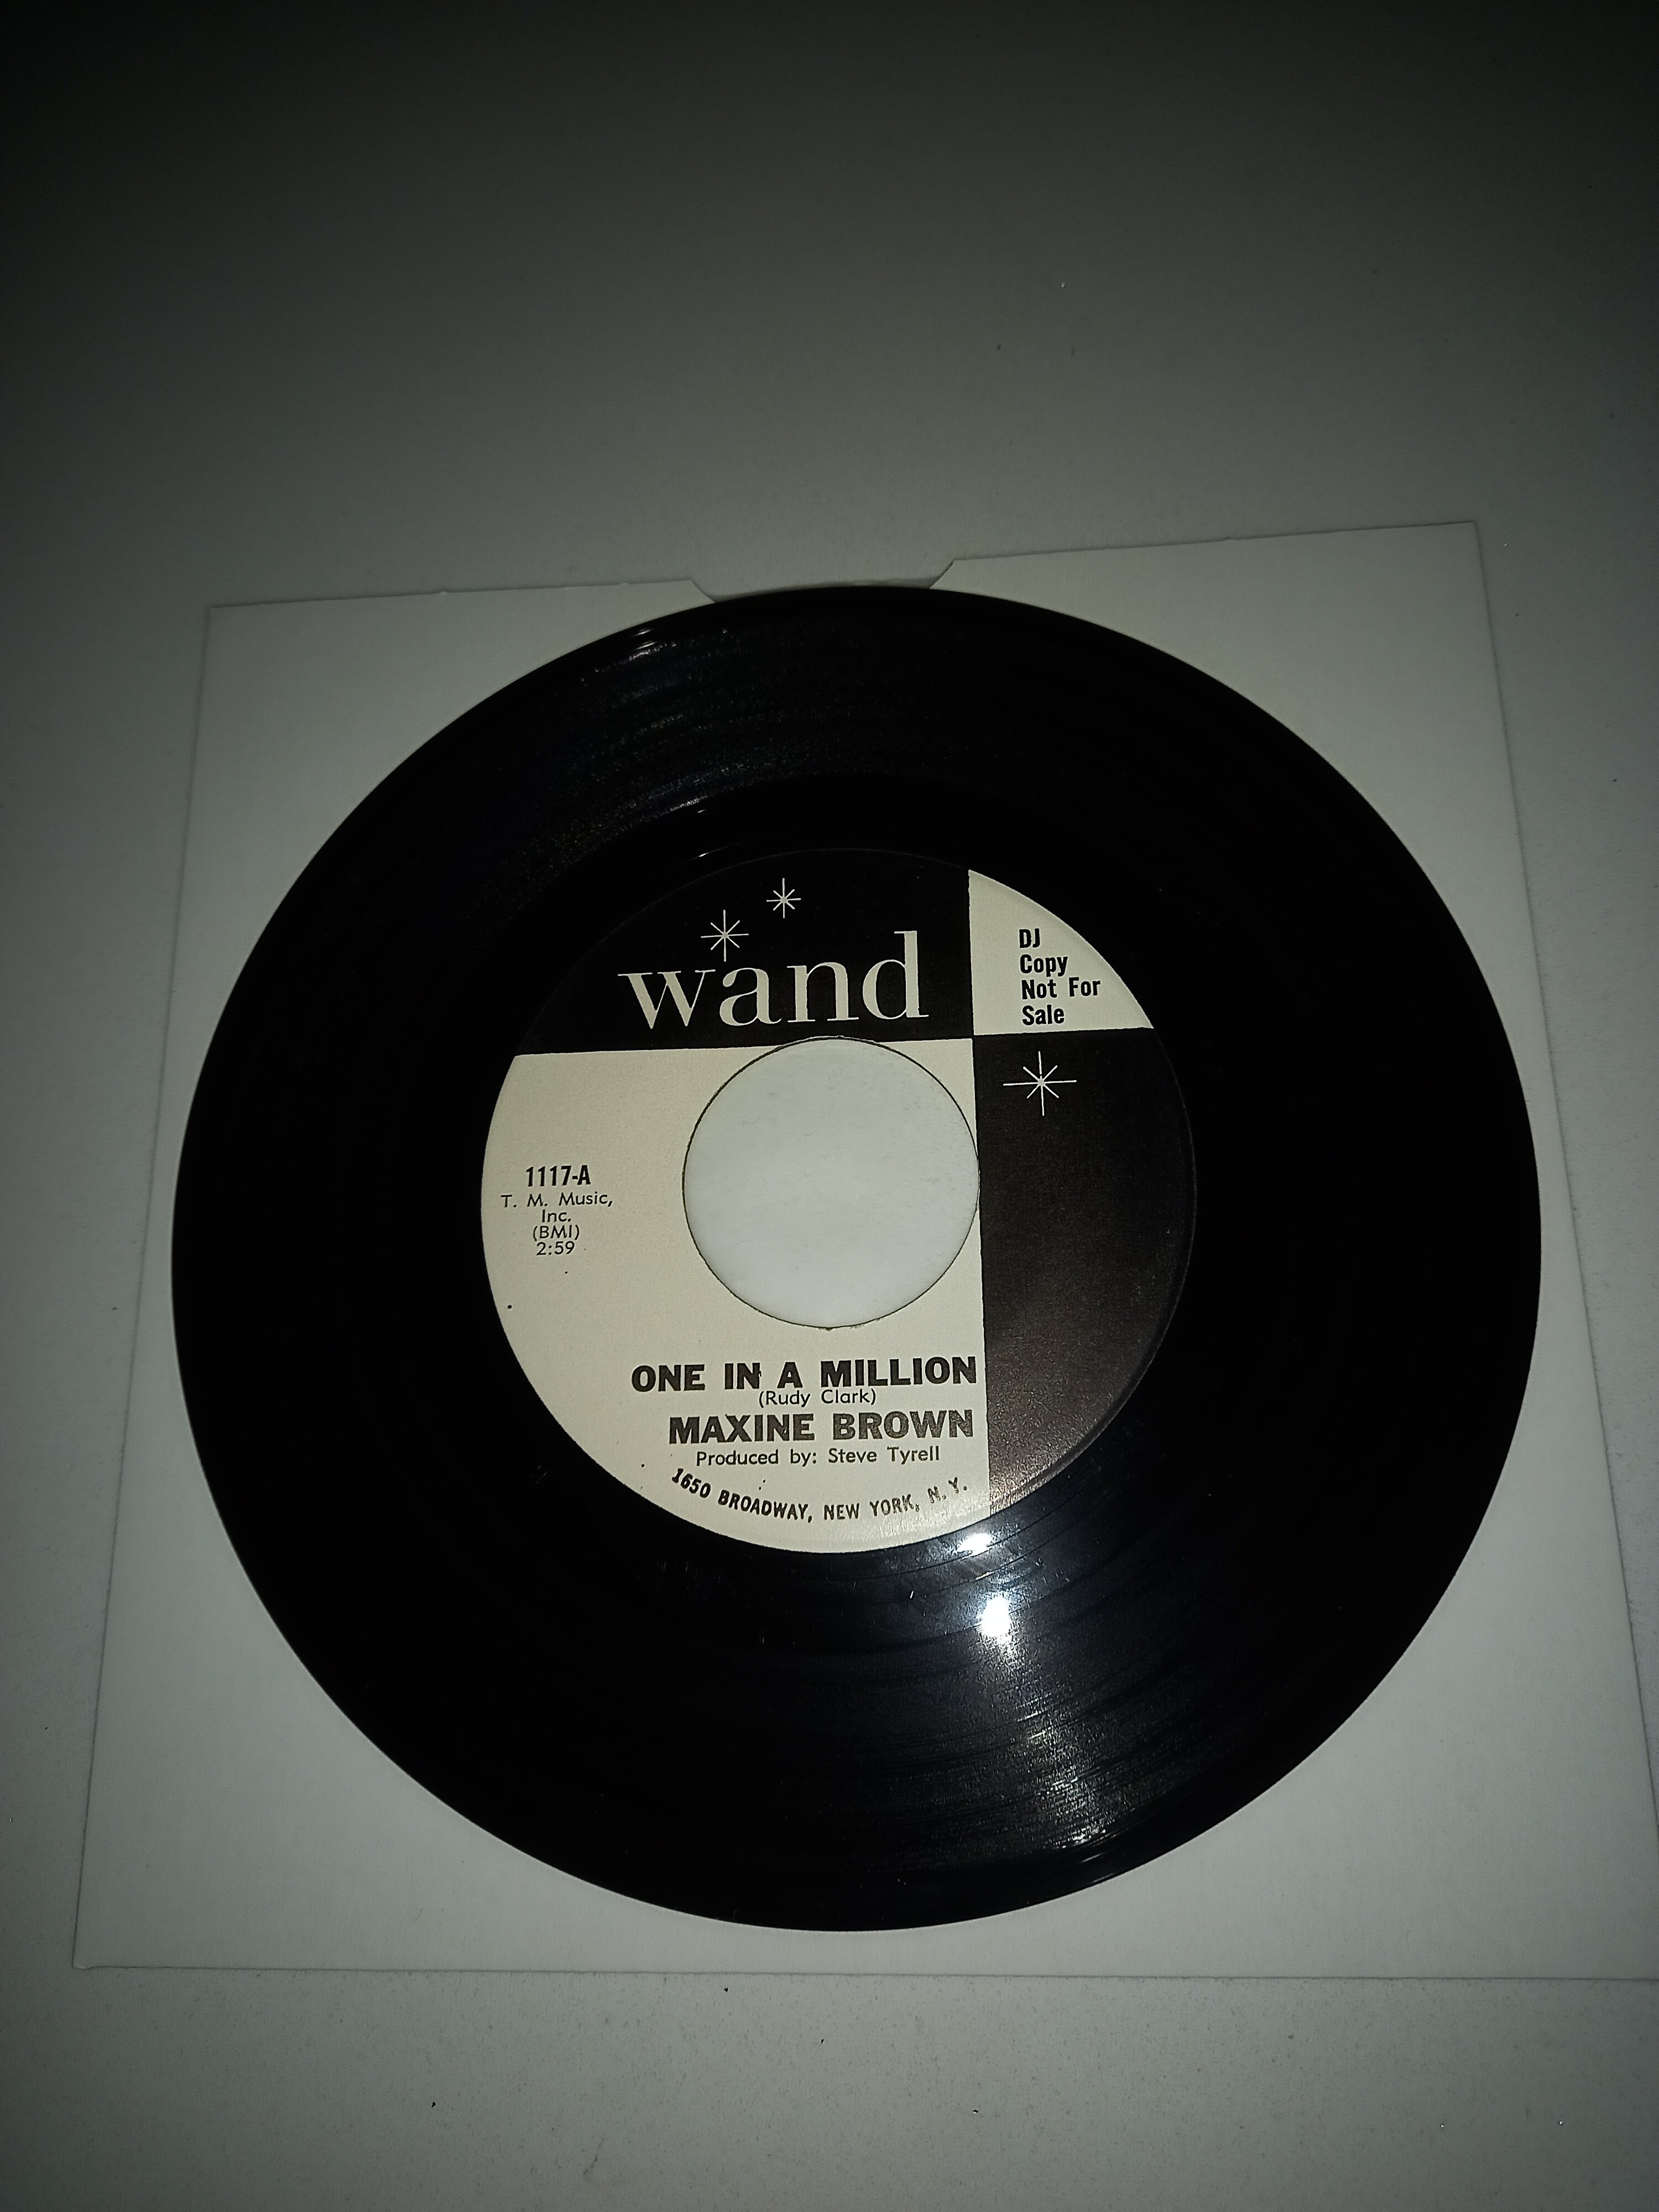 wand
DJ
Copy
Not For
Sale
1117-A
T. M. Music,
Inc.
(BMI)
2:59
ONE IN A MILLION
(Rudy Clark)
MAXINE BROWN
Produced by: Steve Tyrell
1650 BROADWAY, NEW YORK, N. Y.